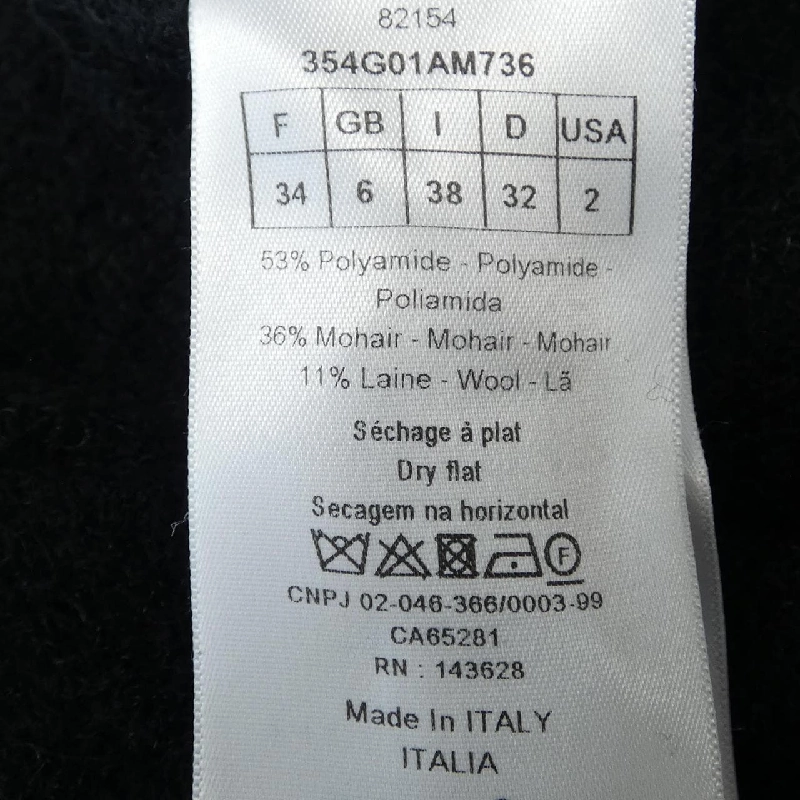 82154
354G01AM736
F GB I D USA
34 6 38 32 2
53% Polyamide - Polyamide -
Poliamida
36% Mohair - Mohair - Mohair
11% Laine - Wool - Lã
Séchage à plat
Dry flat
Secagem na horizontal
F
CNPJ 02-046-366/0003-99
CA65281
RN : 143628
Made In ITALY
ITALIA